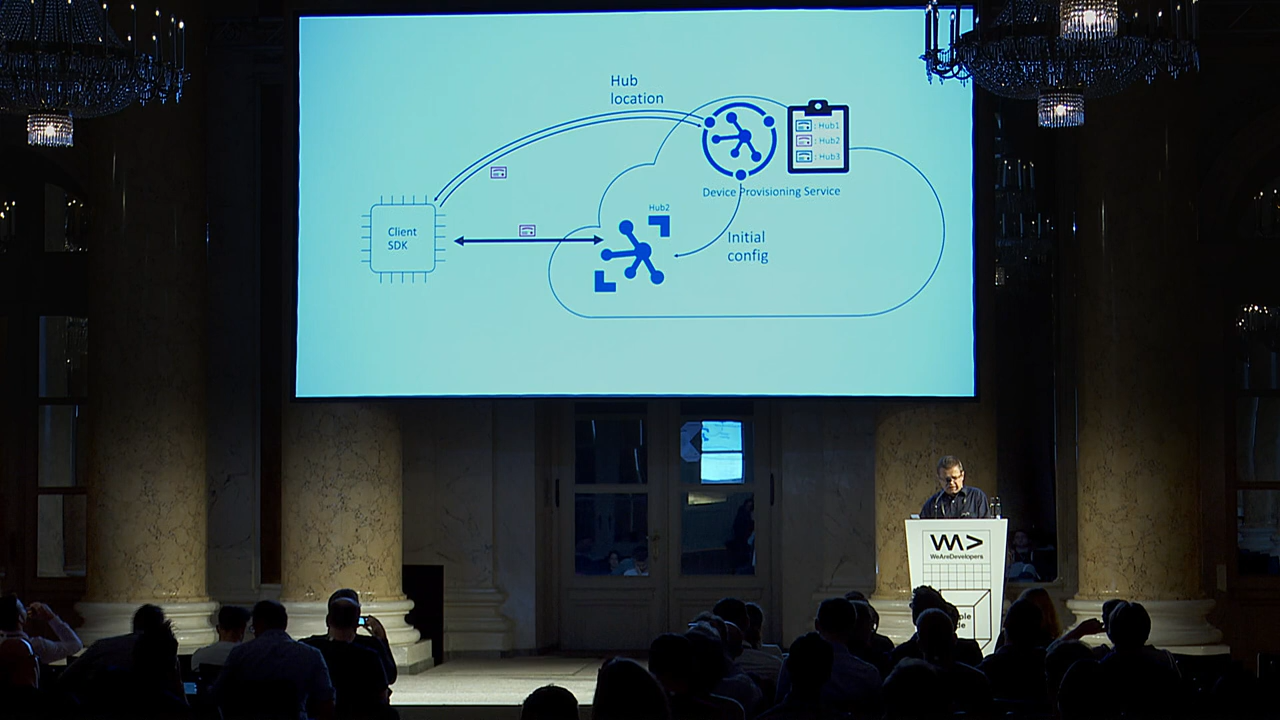 Hub
location
: Hub1
: Hub2
: Hub3
Device Provisioning Service
Hub2
Client
SDK
Initial
config
WeAreDevelopers